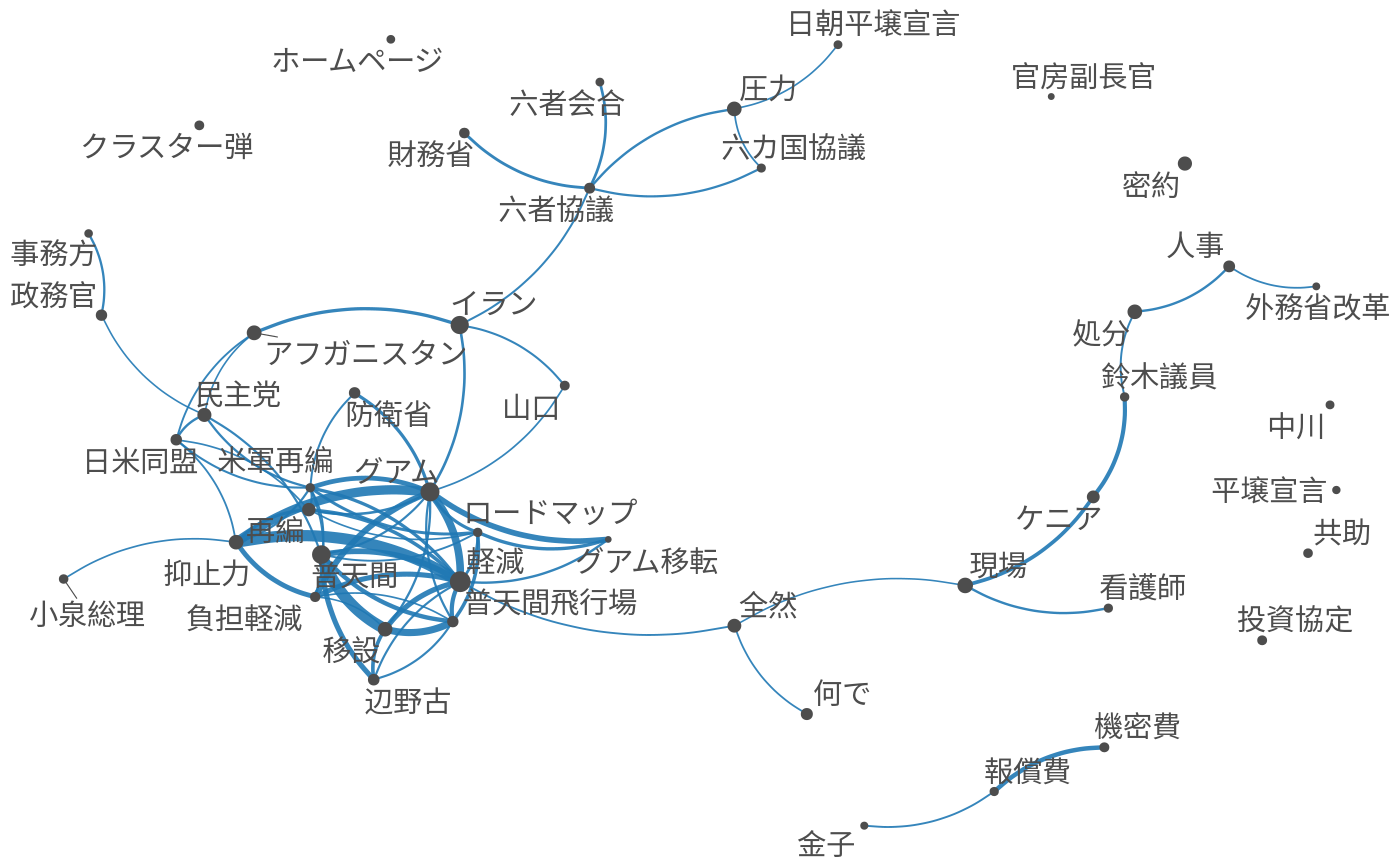 日朝平壌宣言
ホームページ
官房副長官
圧力
六者会合
クラスター弾
財務省
六カ国協議
密約
六者協議
人事
事務方
政務官
イラン
外務省改革
処分
アフガニスタン
鈴木議員
民主党
防衛省
山口
中川
日米同盟
米軍再編
グアム
平壌宣言
ロードマップ
ケニア
再編
共助
軽減
グアム移転
抑止力
普天間
現場
看護師
小泉総理
負担軽減
普天間飛行場
全然
投資協定
移設
辺野古
何で
機密費
報償費
金子